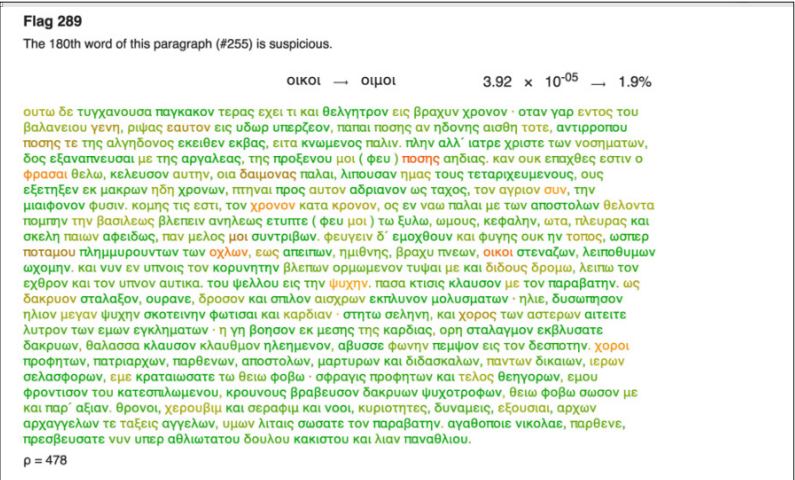 Flag 289
The 180th word of this paragraph (#255) is suspicious.
οικοι → οιμοι 3.92 × 10-05 → 1.9%
ουτω δε τυγχανουσα παγκακον τερας εχει τι και θελγητρον εις βραχυν χρονον · οταν γαρ εντος του
βαλανειου γενη, ριψας εαυτον εις υδωρ υπερζεον, παπαι ποσης αν ηδονης αισθη τοτε, αντιρροπου
ποσης τε της αλγηδονος εκειθεν εκβας, ειτα κνωμενος παλιν. πλην αλλ᾽ ιατρε χριστε των νοσηματων,
δος εξαναπνευσαι με της αργαλεας, της προξενου μοι ( φευ ) ποσης αηδιας. καν ουκ επαχθες εστιν ο
φρασαι θελω, κελευσον αυτην, οια δαιμονας παλαι, λιπουσαν ημας τους τεταριχευμενους, ους
εξετηξεν εκ μακρων ηδη χρονων, πτηναι προς αυτον αδριανον ως ταχος, τον αγριον συν, την
μιαιφονον φυσιν. κομης τις εστι, τον χρονον κατα κρονον, ος εν ναω παλαι με των αποστολων θελοντα
πομπην την βασιλεως βλεπειν ανηλεως ετυπτε ( φευ μοι ) τω ξυλω, ωμους, κεφαλην, ωτα, πλευρας και
σκελη παιων αφειδως, παν μελος μοι συντριβων. φευγειν δ᾽ εμοχθουν και φυγης ουκ ην τοπος, ωσπερ
ποταμου πλημμυρουντων των οχλων, εως απειπων, ημιθνης, βραχυ πνεων, οικοι στεναζων, λειποθυμων
ωχομην. και νυν εν υπνοις τον κορυνητην βλεπων ορμωμενον τυψαι με και διδους δρομω, λειπω τον
εχθρον και τον υπνον αυτικα. του ψελλου εις την ψυχην. πασα κτισις κλαυσον με τον παραβατην. ως
δακρυον σταλαξον, ουρανε, δροσον και σπιλον αισχρων εκπλυνον μολυσματων · ηλιε, δυσωπησον
ηλιον μεγαν ψυχην σκοτεινην φωτισαι και καρδιαν · στητω σεληνη, και χορος των αστερων αιτειτε
λυτρον των εμων εγκληματων · η γη βοησον εκ μεσης της καρδιας, ορη σταλαγμον εκβλυσατε
δακρυων, θαλασσα κλαυσον κλαυθμον ηλεημενον, αβυσσε φωνην πεμψον εις τον δεσποτην. χοροι
προφητων, πατριαρχων, παρθενων, αποστολων, μαρτυρων και διδασκαλων, παντων δικαιων, ιερων
σελασφορων, εμε κραταιωσατε τω θειω φοβω · σφραγις προφητων και τελος θεηγορων, εμου
φροντισον του κατεσπιλωμενου, κρουνους βραβευσον δακρυων ψυχοτροφων, θειω φοβω σωσον με
και παρ᾽ αξιαν. θρονοι, χερουβιμ και σεραφιμ και νοοι, κυριοτητες, δυναμεις, εξουσιαι, αρχων
αρχαγγελων τε ταξεις αγγελων, υμων λιταις σωσατε τον παραβατην. αγαθοποιε νικολαε, παρθενε,
πρεσβευσατε νυν υπερ αθλιωτατου δουλου κακιστου και λιαν παναθλιου.
ρ = 478